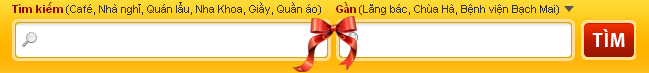 Tìm kiếm (Café, Nhà nghỉ, Quán lẩu, Nha Khoa, Giầy, Quần áo) Gần (Lăng bác, Chùa Hà, Bệnh viện Bạch Mai)
TÌM